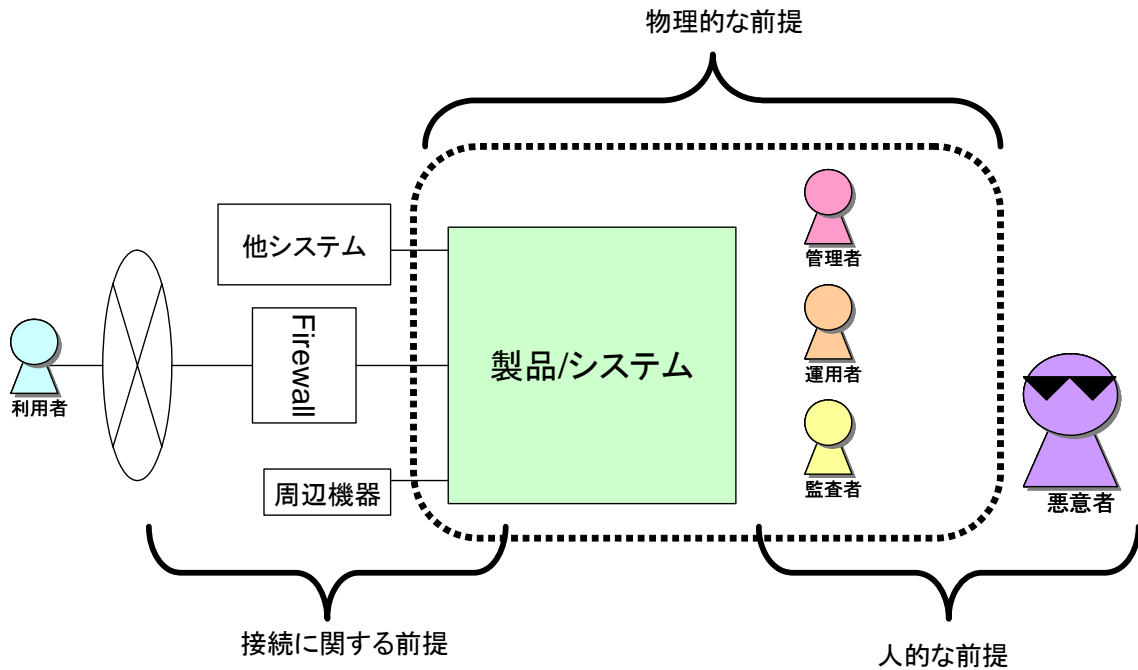 物理的な前提
他システム
管理者
Firewall
製品/システム
運用者
利用者
周辺機器
監査者
悪意者
接続に関する前提
人的な前提